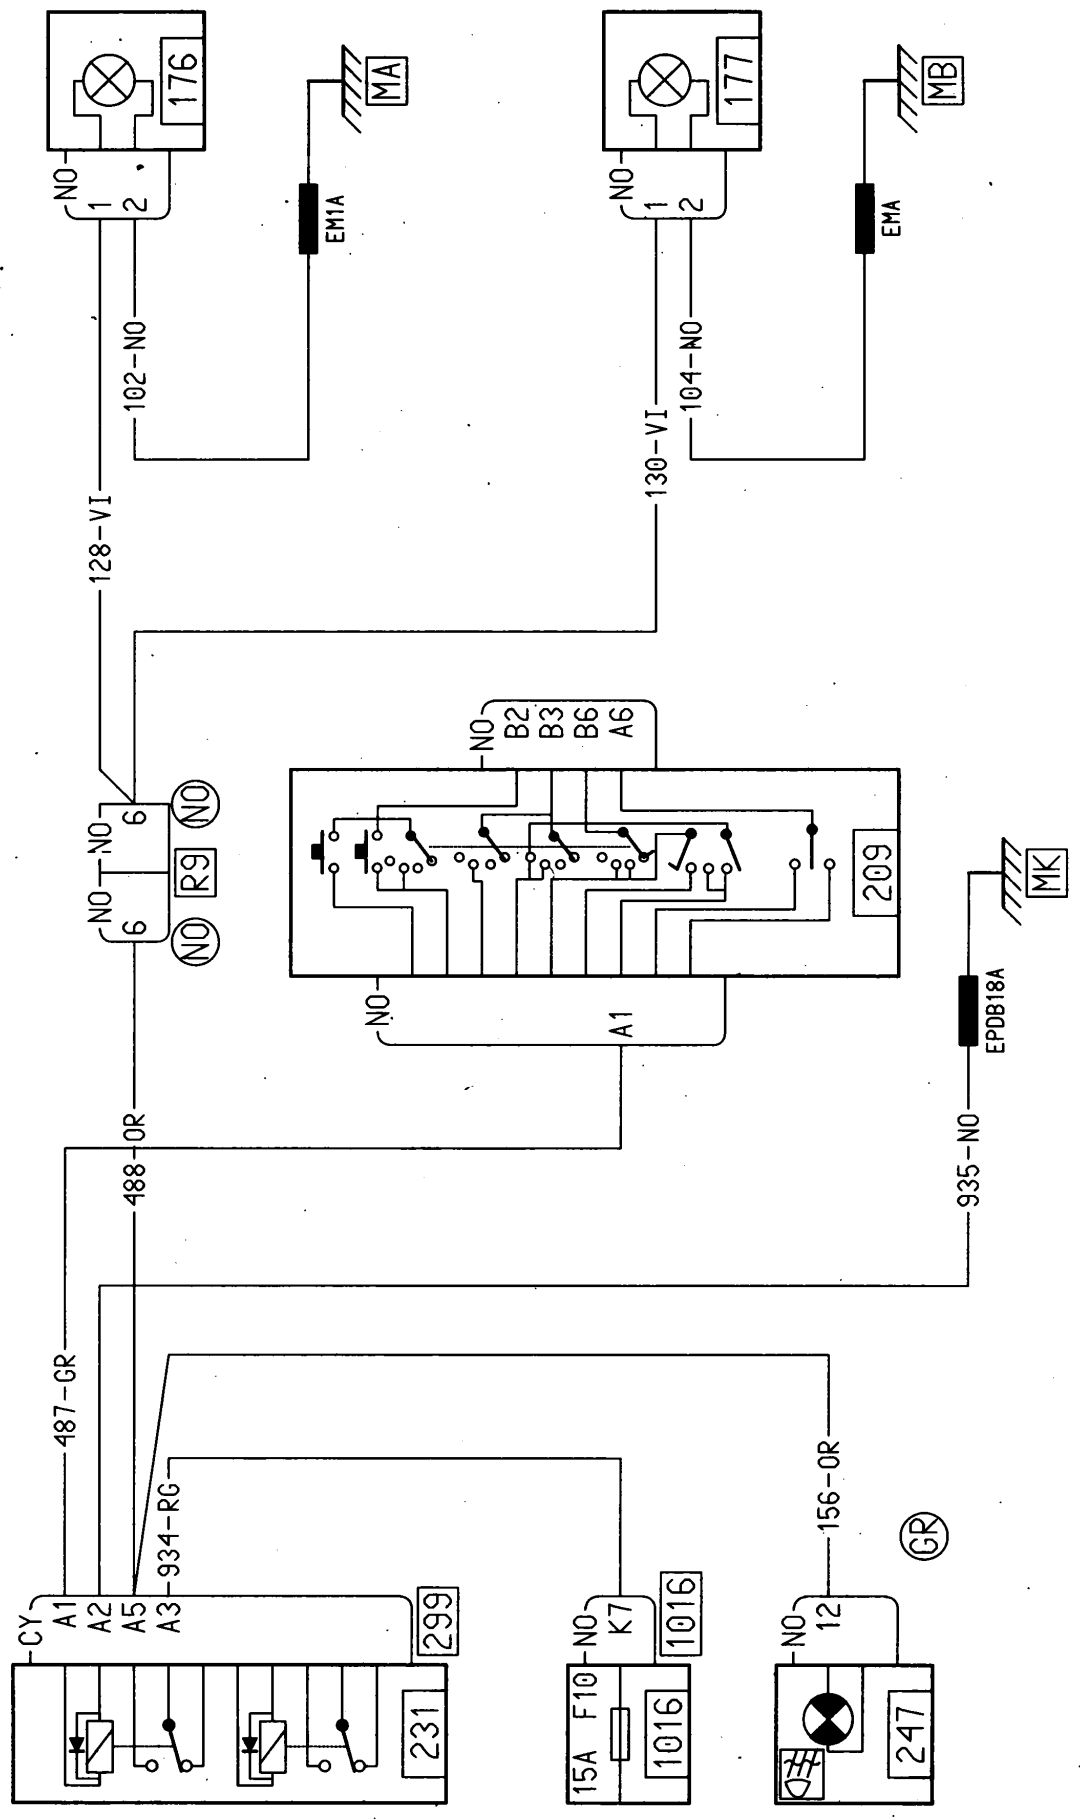 176
NO
1
2
MA
EM1A
102-NO
128-VI
177
NO
1
2
MB
EMA
104-NO
130-VI
NO
NO
6
6
NO
NO
R9
NO
B2
B3
B6
A6
209
NO
A1
MK
EPDB18A
935-NO
488-OR
487-GR
934-RG
156-OR
GR
CY
A1
A2
A5
A3
299
231
NO
K7
1016
15A F10
1016
NO
12
247